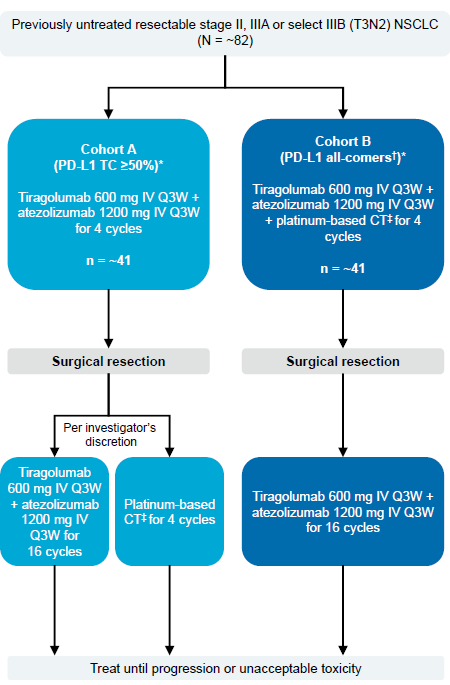 Previously untreated resectable stage II, IIIA or select IIIB (T3N2) NSCLC
(N = ~82)
Cohort A
(PD-L1 TC ≥50%)*
Tiragolumab 600 mg IV Q3W +
atezolizumab 1200 mg IV Q3W
for 4 cycles
n = ~41
Cohort B
(PD-L1 all-comers†)*
Tiragolumab 600 mg IV Q3W +
atezolizumab 1200 mg IV Q3W
+ platinum-based CT‡ for 4
cycles
n = ~41
Surgical resection
Surgical resection
Per investigator's
discretion
Tiragolumab
600 mg IV Q3W
+ atezolizumab
1200 mg IV
Q3W for
16 cycles
Platinum-based
CT‡ for 4 cycles
Tiragolumab 600 mg IV Q3W +
atezolizumab 1200 mg IV Q3W
for 16 cycles
Treat until progression or unacceptable toxicity